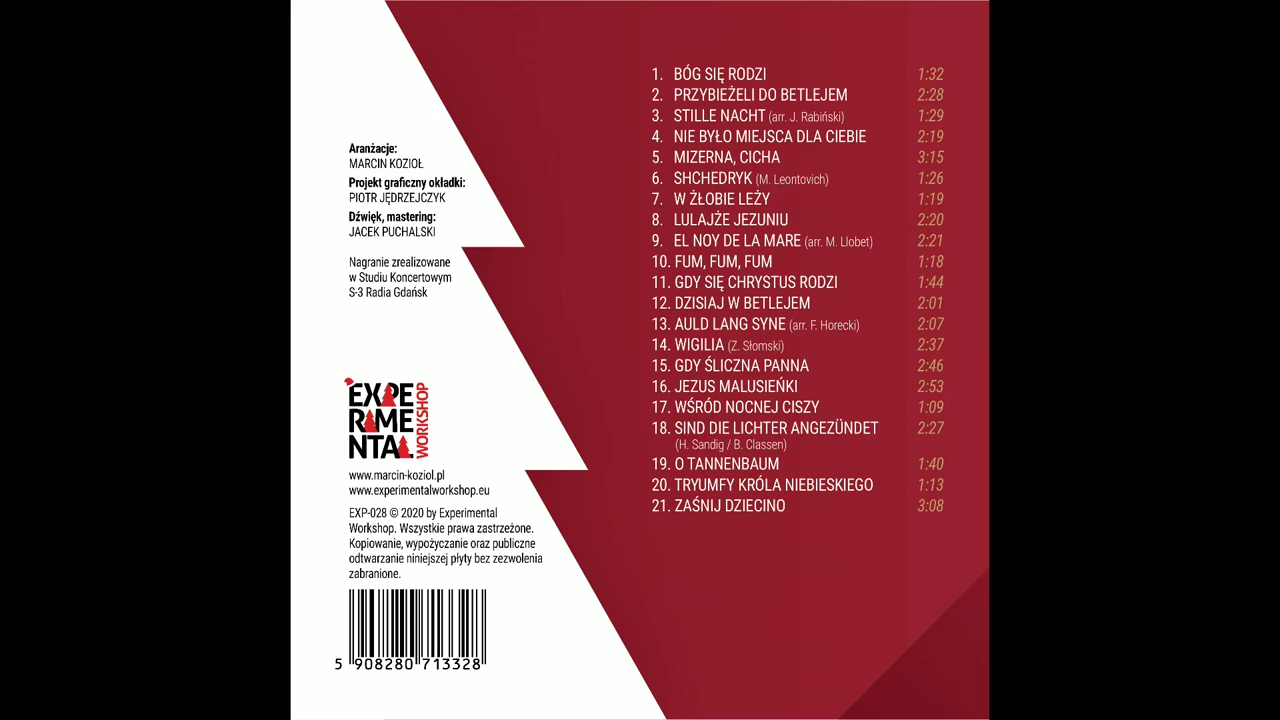 Aranżacje:
MARCIN KOZIOŁ
Projekt graficzny okładki:
PIOTR JĘDRZEJCZYK
Dźwięk, mastering:
JACEK PUCHALSKI
Nagranie zrealizowane
w Studiu Koncertowym
S-3 Radia Gdańsk
EXPE
RIME
NTAL
WORKSHOP
www.marcin-koziol.pl
www.experimentalworkshop.eu
EXP-028 © 2020 by Experimental
Workshop. Wszystkie prawa zastrzeżone.
Kopiowanie, wypożyczanie oraz publiczne
odtwarzanie niniejszej płyty bez zezwolenia
zabronione.
5 908280 713328
1. BÓG SIĘ RODZI 1:32
2. PRZYBIEŻELI DO BETLEJEM 2:28
3. STILLE NACHT (arr. J. Rabiński) 1:29
4. NIE BYŁO MIEJSCA DLA CIEBIE 2:19
5. MIZERNA, CICHA 3:15
6. SHCHEDRYK (M. Leontovich) 1:26
7. W ŻŁOBIE LEŻY 1:19
8. LULAJŻE JEZUNIU 2:20
9. EL NOY DE LA MARE (arr. M. Llobet) 2:21
10. FUM, FUM, FUM 1:18
11. GDY SIĘ CHRYSTUS RODZI 1:44
12. DZISIAJ W BETLEJEM 2:01
13. AULD LANG SYNE (arr. F. Horecki) 2:07
14. WIGILIA (Z. Słomski) 2:37
15. GDY ŚLICZNA PANNA 2:46
16. JEZUS MALUSIEŃKI 2:53
17. WŚRÓD NOCNEJ CISZY 1:09
18. SIND DIE LICHTER ANGEZÜNDET 2:27
(H. Sandig / B. Classen)
19. O TANNENBAUM 1:40
20. TRYUMFY KRÓLA NIEBIESKIEGO 1:13
21. ZAŚNIJ DZIECINO 3:08